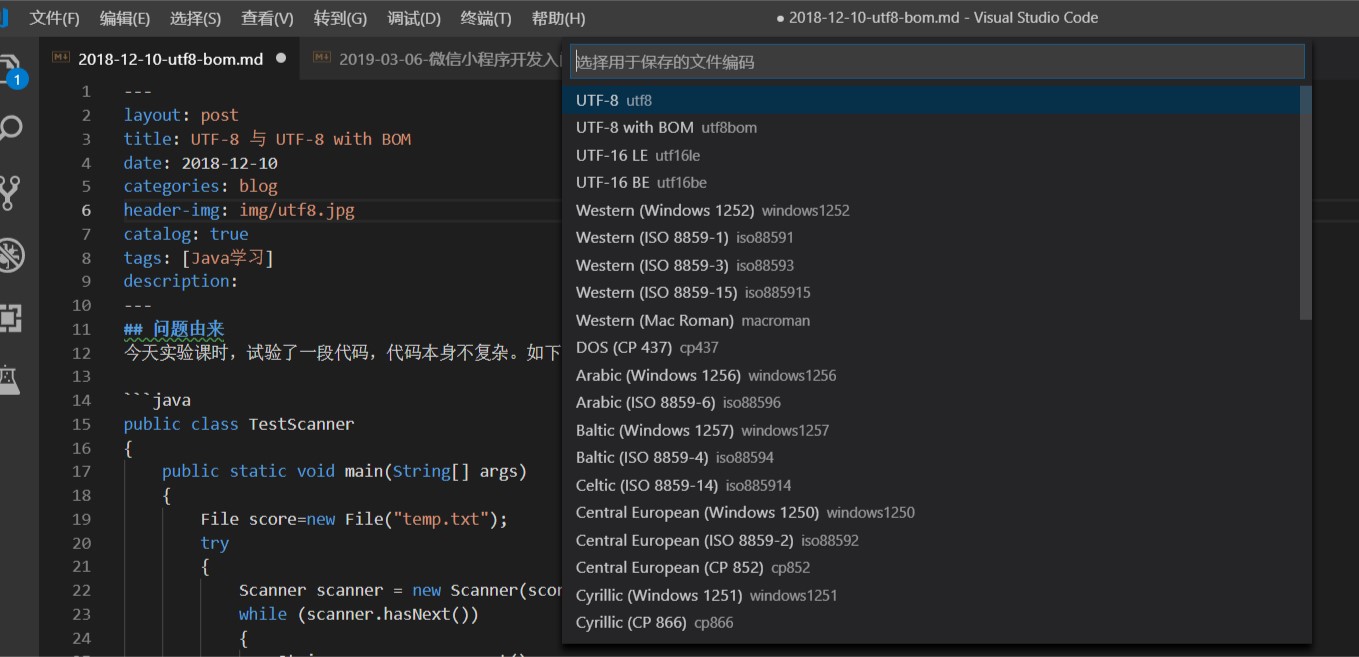 文件(F) 编辑(E) 选择(S) 查看(V) 转到(G) 调试(D) 终端(T) 帮助(H) ● 2018-12-10-utf8-bom.md - Visual Studio Code
1
2018-12-10-utf8-bom.md ● 2019-03-06-微信小程序开发入
选择用于保存的文件编码
UTF-8 utf8
UTF-8 with BOM utf8bom
UTF-16 LE utf16le
UTF-16 BE utf16be
Western (Windows 1252) windows1252
Western (ISO 8859-1) iso88591
Western (ISO 8859-3) iso88593
Western (ISO 8859-15) iso885915
Western (Mac Roman) macroman
DOS (CP 437) cp437
Arabic (Windows 1256) windows1256
Arabic (ISO 8859-6) iso88596
Baltic (Windows 1257) windows1257
Baltic (ISO 8859-4) iso88594
Celtic (ISO 8859-14) iso885914
Central European (Windows 1250) windows1250
Central European (ISO 8859-2) iso88592
Central European (CP 852) cp852
Cyrillic (Windows 1251) windows1251
Cyrillic (CP 866) cp866
1 ---
2 layout: post
3 title: UTF-8 与 UTF-8 with BOM
4 date: 2018-12-10
5 categories: blog
6 header-img: img/utf8.jpg
7 catalog: true
8 tags: [Java学习]
9 description:
10 ---
11 ## 问题由来
12 今天实验课时，试验了一段代码，代码本身不复杂。如下
13
14 ```java
15 public class TestScanner
16 {
17 public static void main(String[] args)
18 {
19 File score=new File("temp.txt");
20 try
21 {
22 Scanner scanner = new Scanner(scor
23 while (scanner.hasNext())
24 {